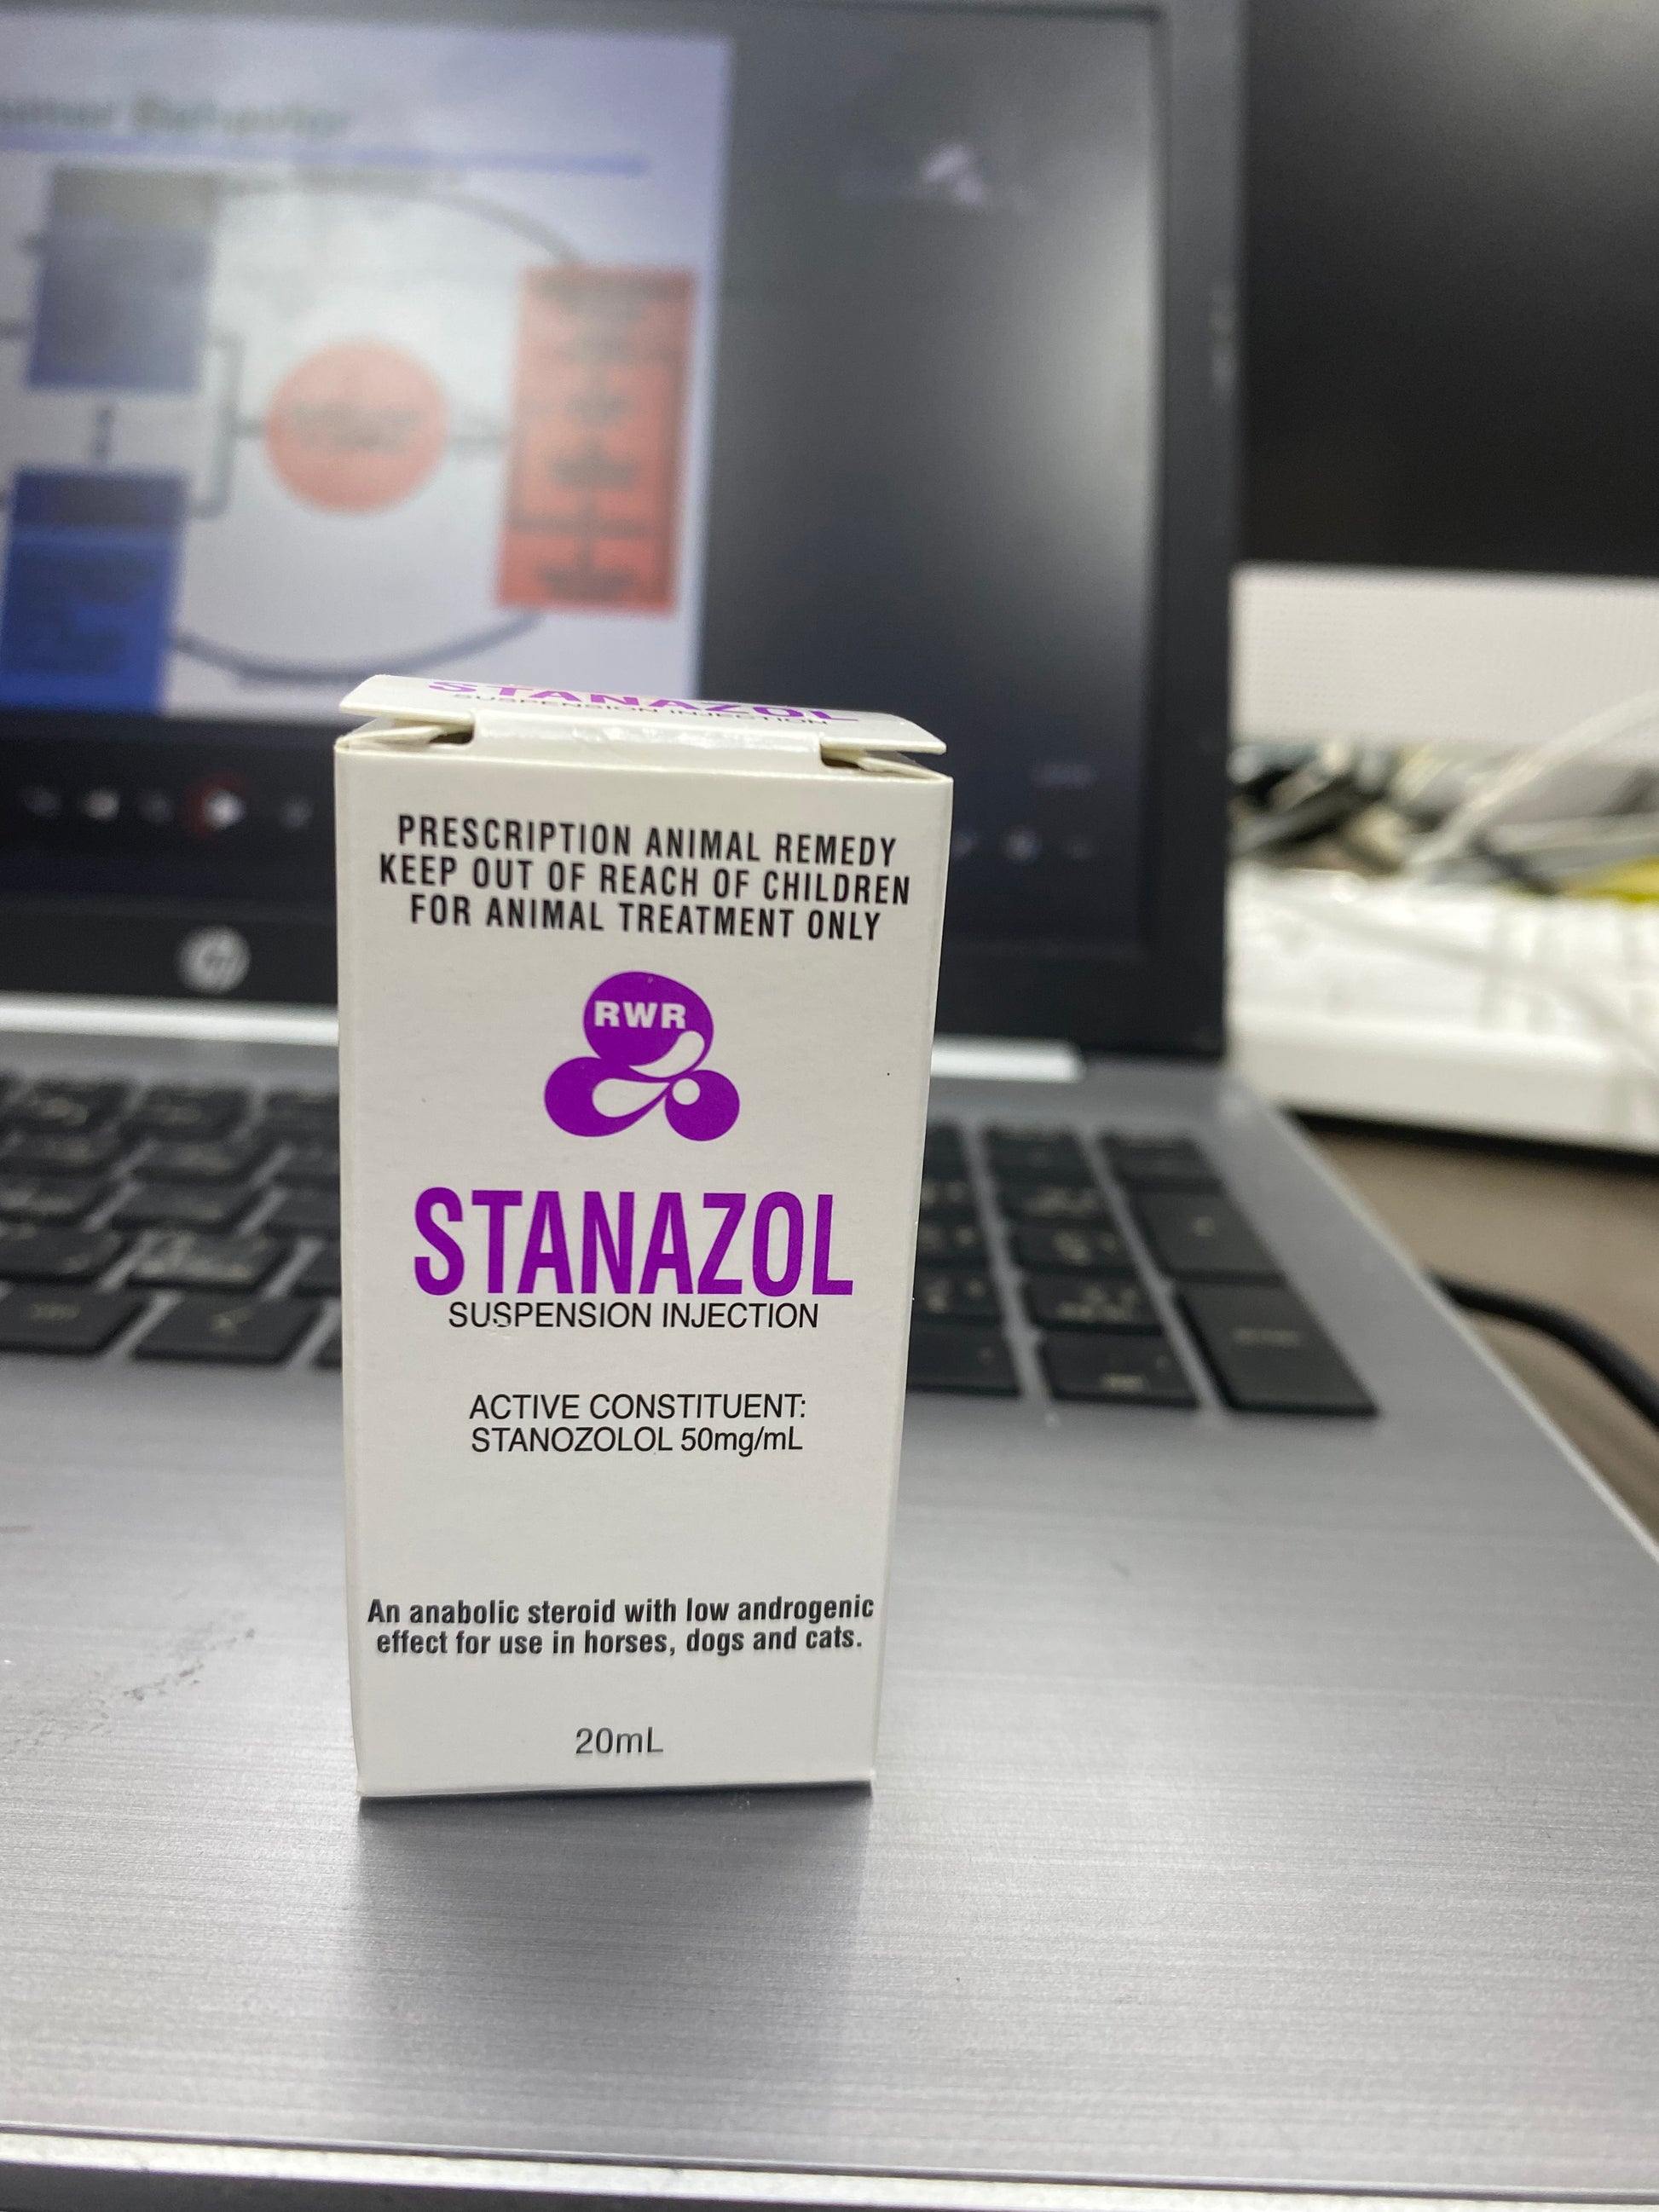 Behavior
STANAZOL
SUSPENSION INJECTION
PRESCRIPTION ANIMAL REMEDY
KEEP OUT OF REACH OF CHILDREN
FOR ANIMAL TREATMENT ONLY
RWR
STANAZOL
SUSPENSION INJECTION
ACTIVE CONSTITUENT:
STANOZOLOL 50mg/mL
An anabolic steroid with low androgenic
effect for use in horses, dogs and cats.
20mL
hp